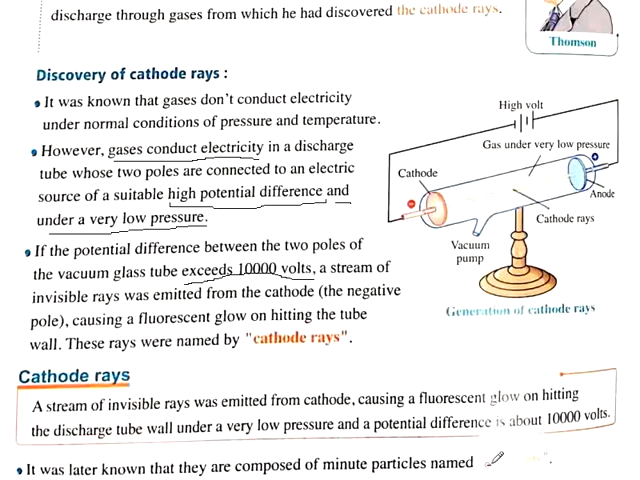 discharge through gases from which he had discovered the cathode rays.
Thomson
Discovery of cathode rays :
• It was known that gases don't conduct electricity
under normal conditions of pressure and temperature.
• However, gases conduct electricity in a discharge
tube whose two poles are connected to an electric
source of a suitable high potential difference and
under a very low pressure.
• If the potential difference between the two poles of
the vacuum glass tube exceeds 10000 volts, a stream of
invisible rays was emitted from the cathode (the negative
pole), causing a fluorescent glow on hitting the tube
wall. These rays were named by "cathode rays".
High volt
Gas under very low pressure
Cathode
Anode
Cathode rays
Vacuum
pump
Generation of cathode rays
Cathode rays
A stream of invisible rays was emitted from cathode, causing a fluorescent glow on hitting
the discharge tube wall under a very low pressure and a potential difference is about 10000 volts.
• It was later known that they are composed of minute particles named